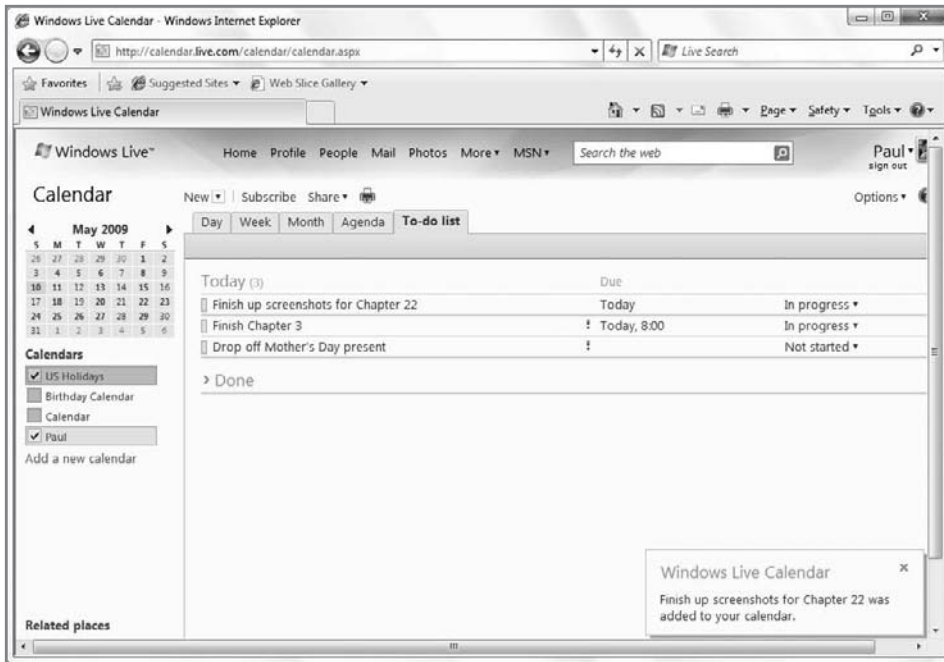 Windows Live Calendar - Windows Internet Explorer
http://calendar.live.com/calendar/calendar.aspx
Live Search
Favorites Suggested Sites Web Slice Gallery
Windows Live Calendar Page Safety Tools
Windows Live™ Home Profile People Mail Photos More MSN Search the web Paul
sign out
Calendar New Subscribe Share Options
Day Week Month Agenda To-do list
May 2009
S M T W T F S
26 27 28 29 30 1 2
3 4 5 6 7 8 9
10 11 12 13 14 15 16
17 18 19 20 21 22 23
24 25 26 27 28 29 30
31 1 2 3 4 5 6
Today (3) Due
Finish up screenshots for Chapter 22 Today In progress
Finish Chapter 3 ! Today, 8:00 In progress
Drop off Mother's Day present ! Not started
Done
Calendars
US Holidays
Birthday Calendar
Calendar
Paul
Add a new calendar
Related places
Windows Live Calendar
Finish up screenshots for Chapter 22 was
added to your calendar.